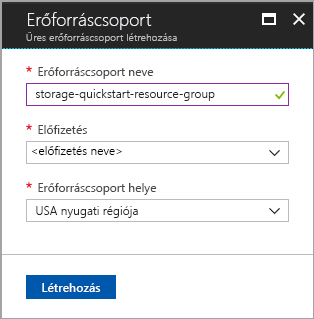 Erőforráscsoport
Üres erőforráscsoport létrehozása
* Erőforráscsoport neve
storage-quickstart-resource-group
* Előfizetés
<előfizetés neve>
* Erőforráscsoport helye
USA nyugati régiója
Létrehozás